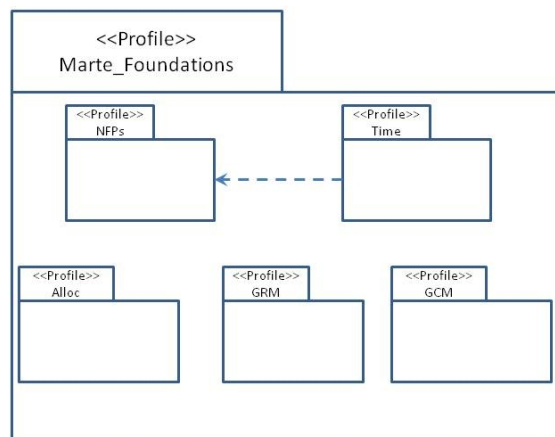 <<Profile>>
Marte_Foundations
<<Profile>>
NFPs
<<Profile>>
Time
<<Profile>>
Alloc
<<Profile>>
GRM
<<Profile>>
GCM